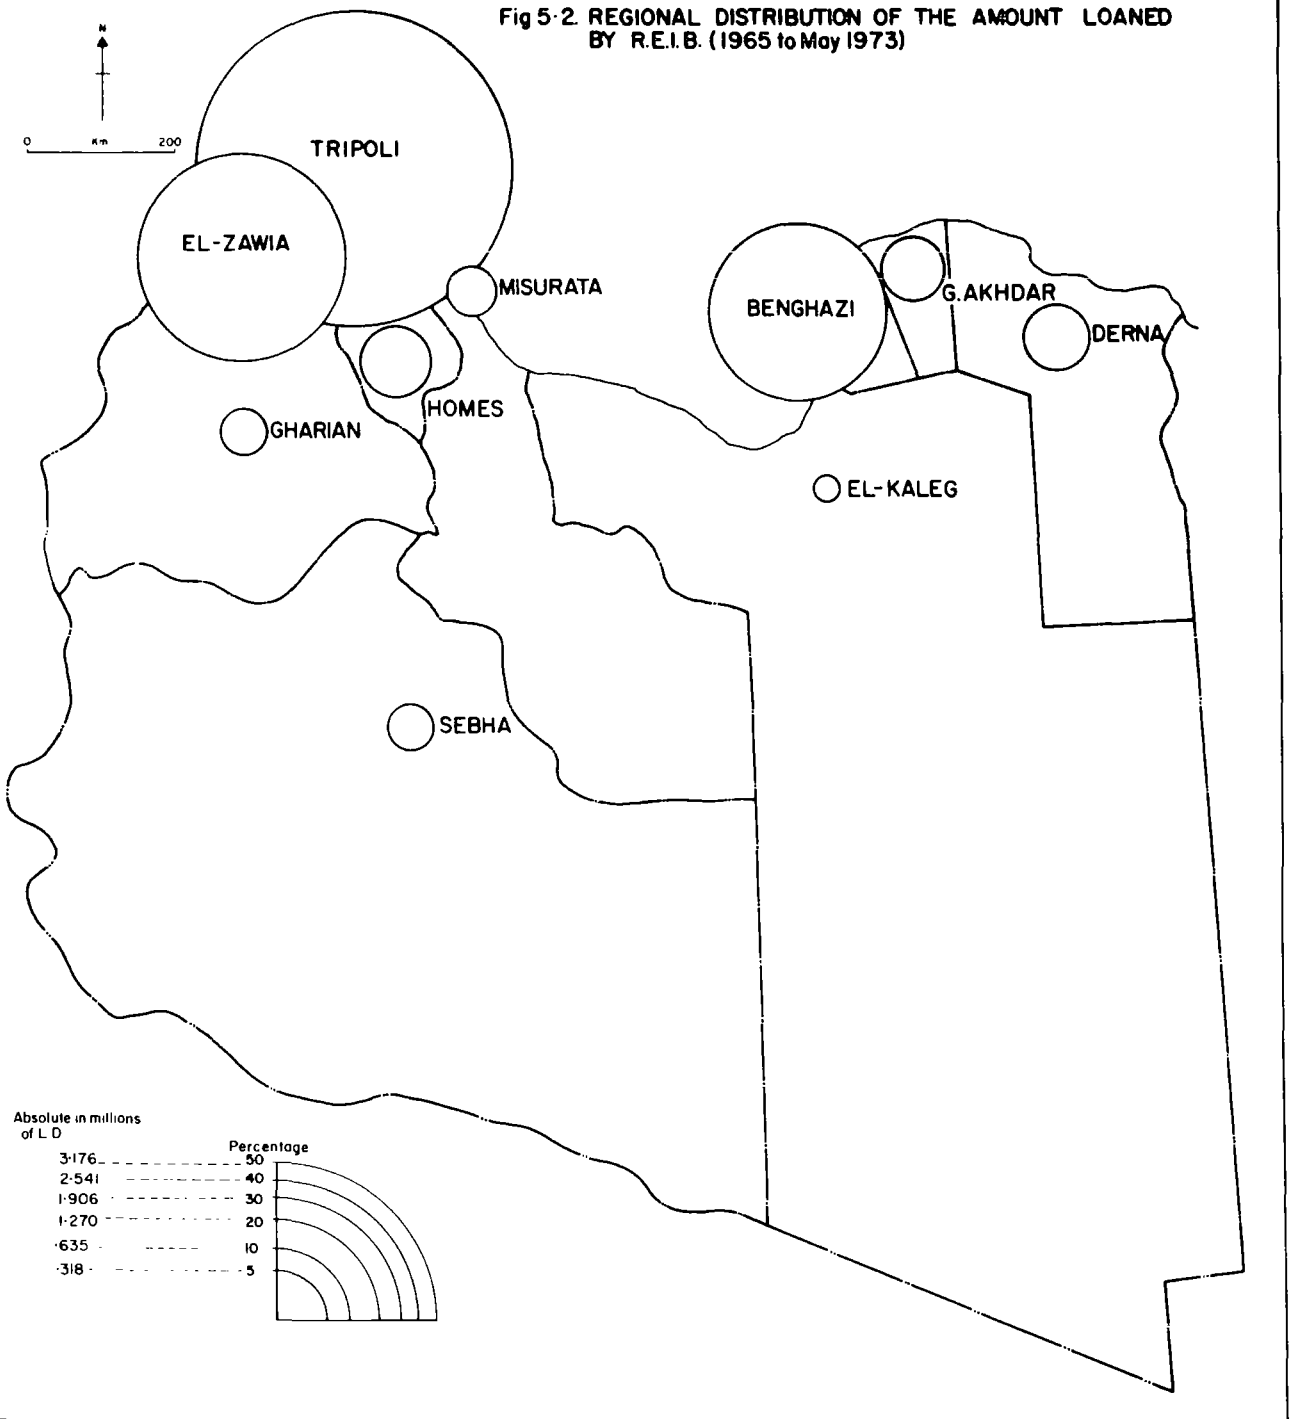 Fig 5·2. REGIONAL DISTRIBUTION OF THE AMOUNT LOANED
BY R.E.I.B. (1965 to May 1973)
N
0 Km 200
TRIPOLI
EL-ZAWIA
MISURATA
BENGHAZI
G.AKHDAR
DERNA
HOMES
GHARIAN
EL-KALEG
SEBHA
Absolute in millions
of L D
Percentage
3·176 50
2·541 40
1·906 30
1·270 20
·635 10
·318 5